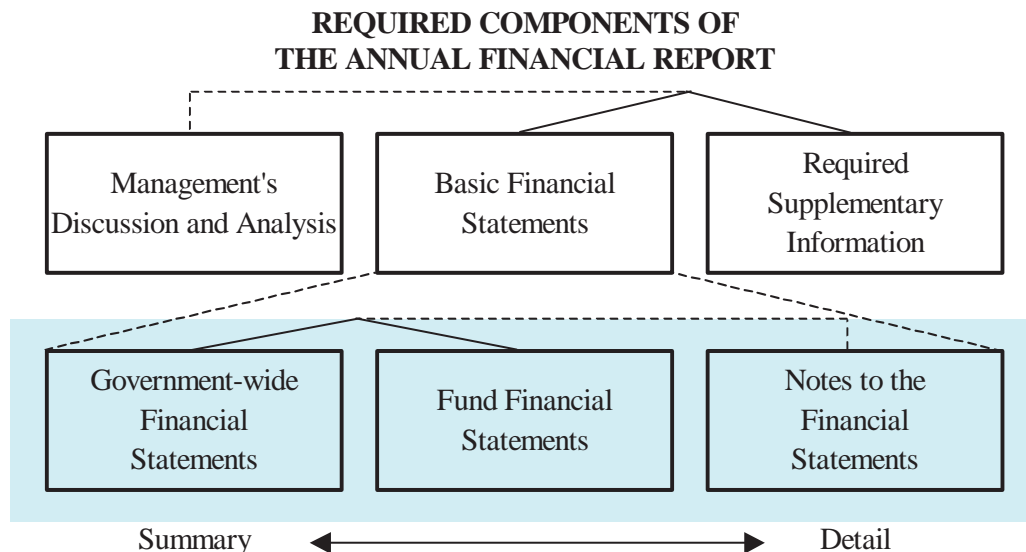 REQUIRED COMPONENTS OF
THE ANNUAL FINANCIAL REPORT
Management's
Discussion and Analysis
Basic Financial
Statements
Required
Supplementary
Information
Government-wide
Financial
Statements
Fund Financial
Statements
Notes to the
Financial
Statements
Summary
Detail